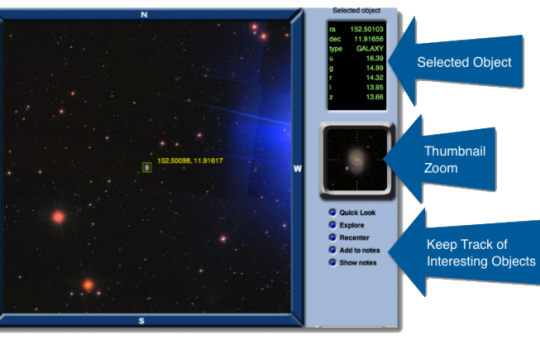 N
152.50098, 11.91617
W
S
Selected object
ra 152.50103
dec 11.91656
type GALAXY
u 16.39
g 14.99
r 14.32
i 13.95
z 13.66
Quick Look
Explore
Recenter
Add to notes
Show notes
Selected Object
Thumbnail
Zoom
Keep Track of
Interesting Objects